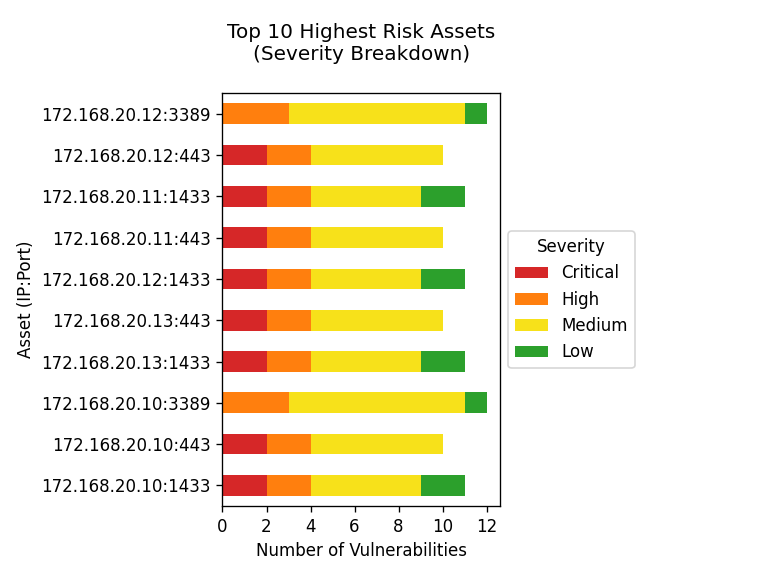 Top 10 Highest Risk Assets
(Severity Breakdown)
Asset (IP:Port)
172.168.20.12:3389
172.168.20.12:443
172.168.20.11:1433
172.168.20.11:443
172.168.20.12:1433
172.168.20.13:443
172.168.20.13:1433
172.168.20.10:3389
172.168.20.10:443
172.168.20.10:1433
0 2 4 6 8 10 12
Number of Vulnerabilities
Severity
Critical
High
Medium
Low